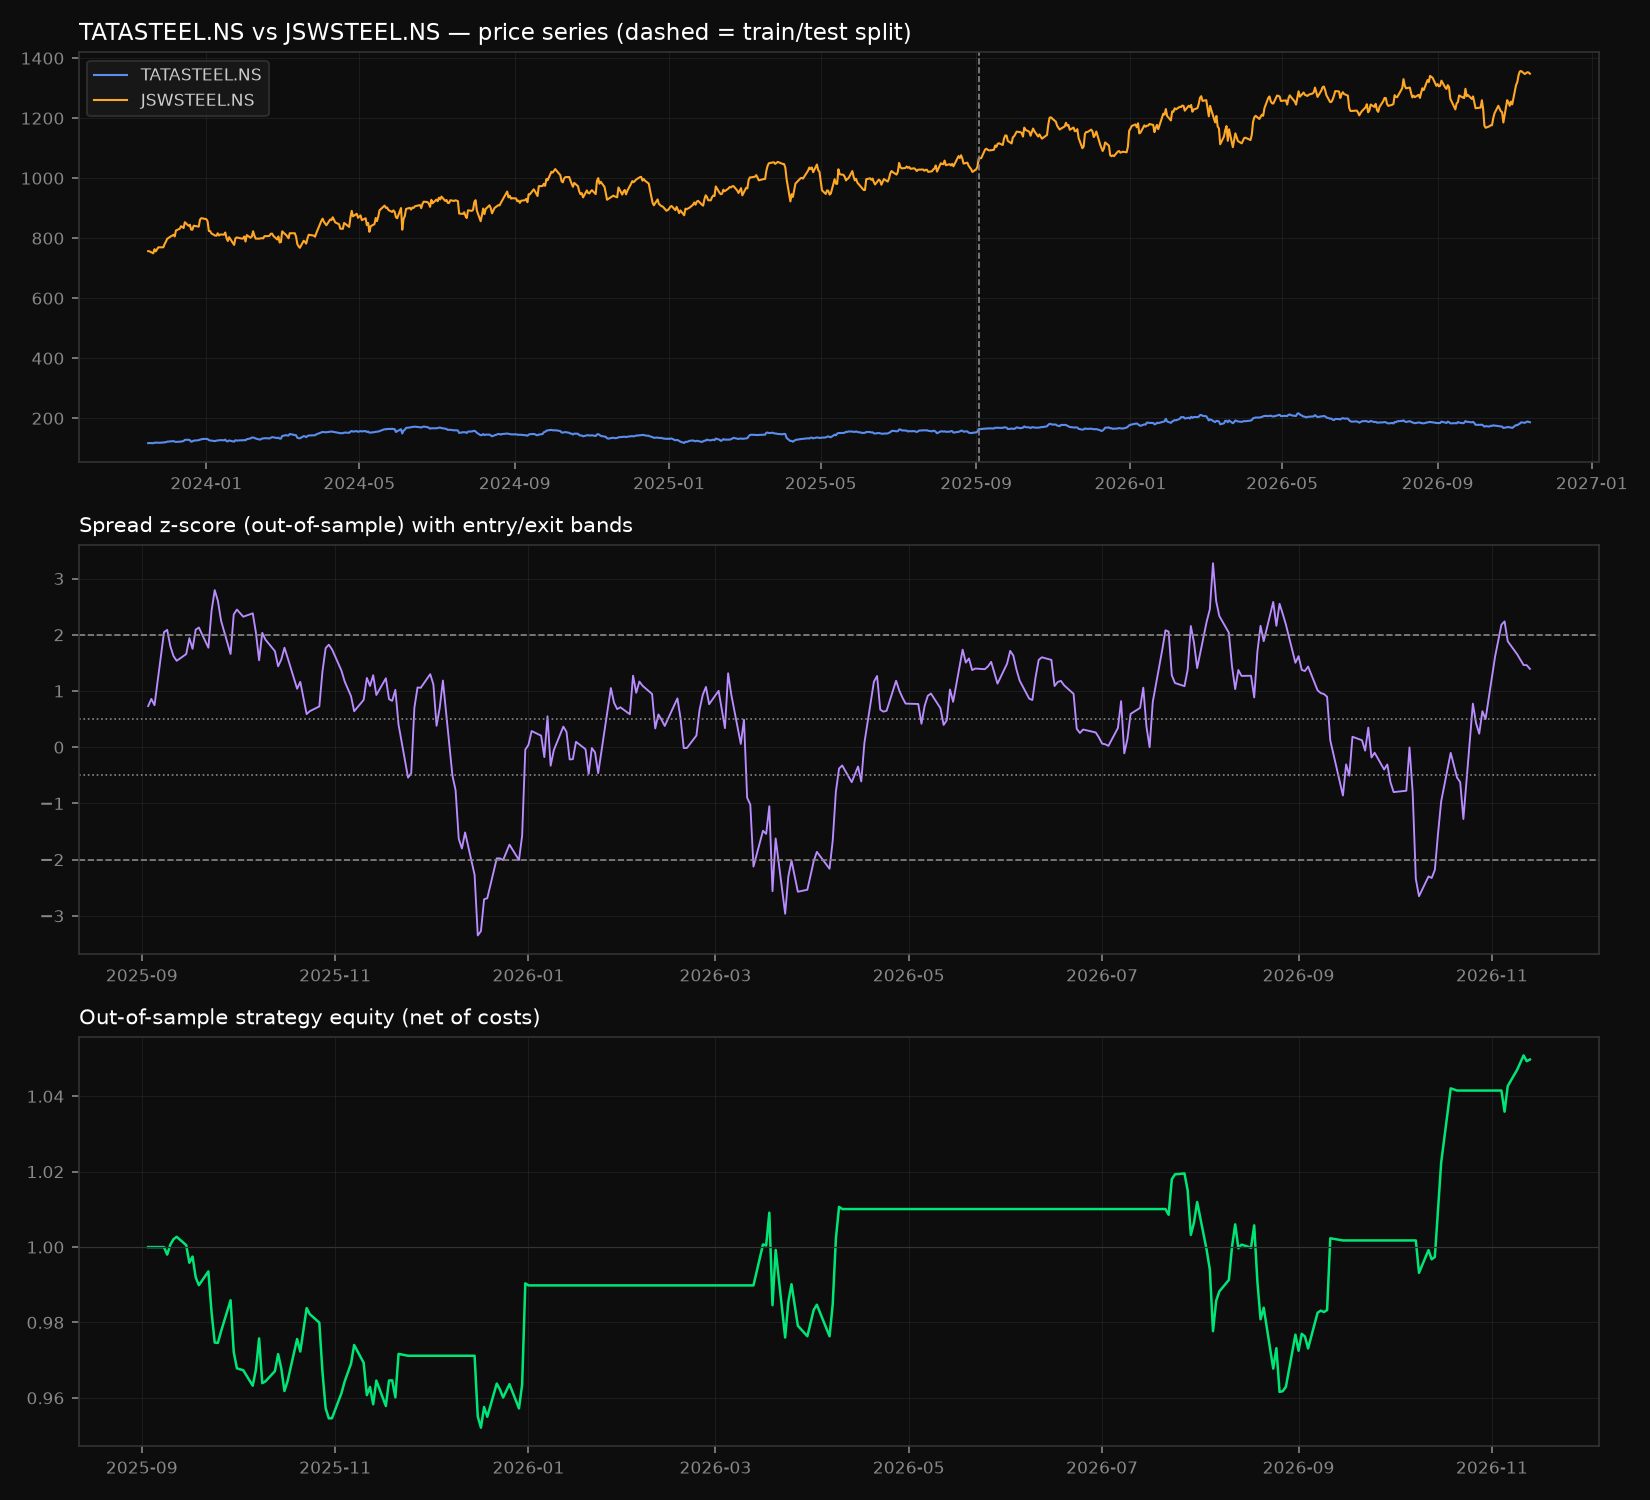 TATASTEEL.NS vs JSWSTEEL.NS — price series (dashed = train/test split)
1400
1200
1000
800
600
400
200
TATASTEEL.NS
JSWSTEEL.NS
2024-01 2024-05 2024-09 2025-01 2025-05 2025-09 2026-01 2026-05 2026-09 2027-01
Spread z-score (out-of-sample) with entry/exit bands
3
2
1
0
−1
−2
−3
2025-09 2025-11 2026-01 2026-03 2026-05 2026-07 2026-09 2026-11
Out-of-sample strategy equity (net of costs)
1.04
1.02
1.00
0.98
0.96
2025-09 2025-11 2026-01 2026-03 2026-05 2026-07 2026-09 2026-11